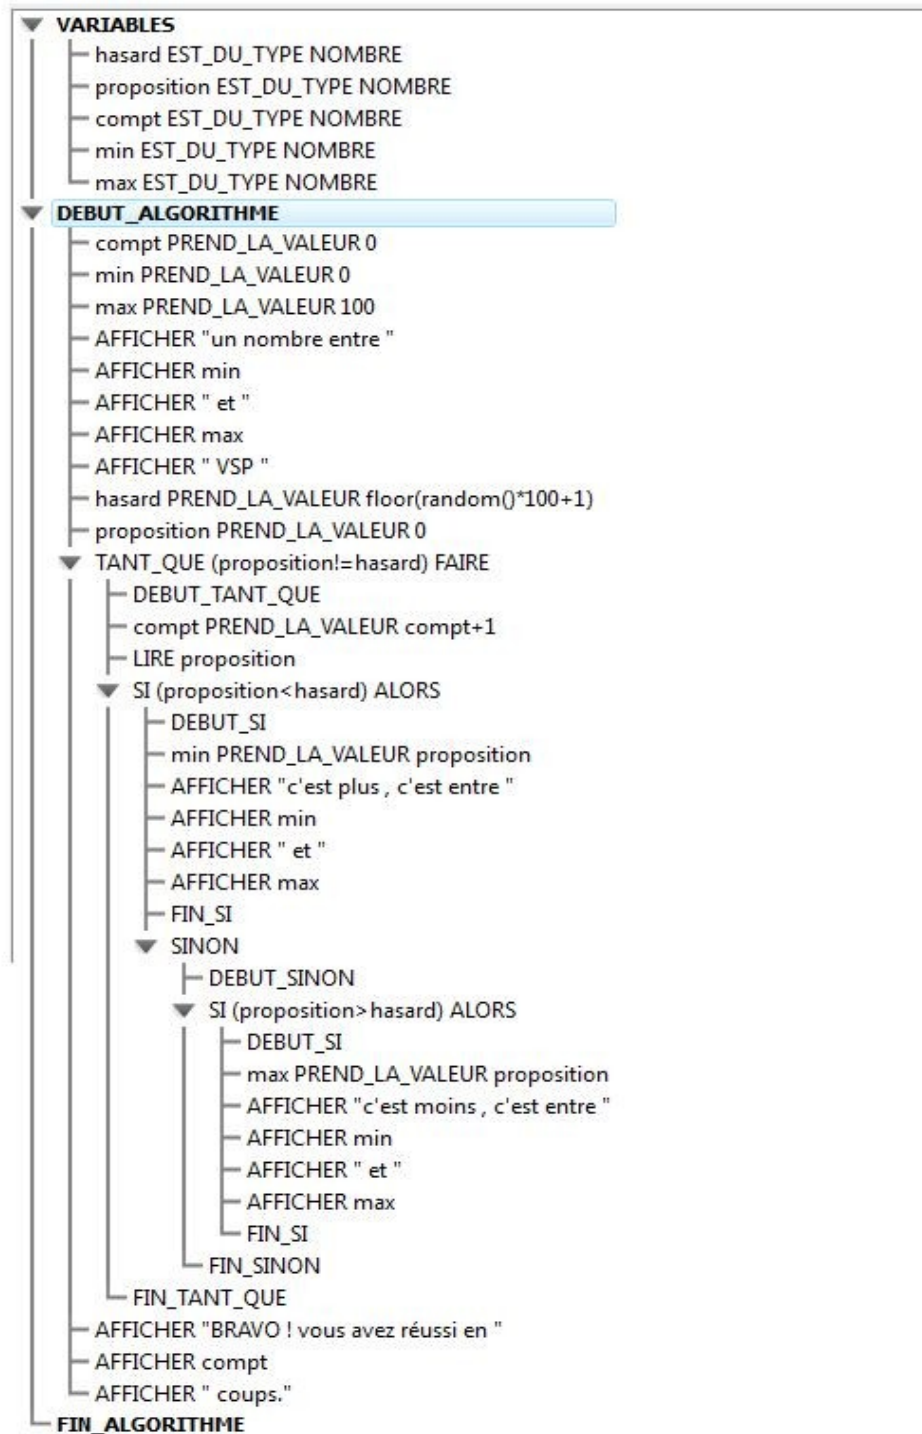 VARIABLES
hasard EST_DU_TYPE NOMBRE
proposition EST_DU_TYPE NOMBRE
compt EST_DU_TYPE NOMBRE
min EST_DU_TYPE NOMBRE
max EST_DU_TYPE NOMBRE
DEBUT_ALGORITHME
compt PREND_LA_VALEUR 0
min PREND_LA_VALEUR 0
max PREND_LA_VALEUR 100
AFFICHER "un nombre entre "
AFFICHER min
AFFICHER " et "
AFFICHER max
AFFICHER " VSP "
hasard PREND_LA_VALEUR floor(random()*100+1)
proposition PREND_LA_VALEUR 0
TANT_QUE (proposition!=hasard) FAIRE
DEBUT_TANT_QUE
compt PREND_LA_VALEUR compt+1
LIRE proposition
SI (proposition<hasard) ALORS
DEBUT_SI
min PREND_LA_VALEUR proposition
AFFICHER "c'est plus , c'est entre "
AFFICHER min
AFFICHER " et "
AFFICHER max
FIN_SI
SINON
DEBUT_SINON
SI (proposition>hasard) ALORS
DEBUT_SI
max PREND_LA_VALEUR proposition
AFFICHER "c'est moins , c'est entre "
AFFICHER min
AFFICHER " et "
AFFICHER max
FIN_SI
FIN_SINON
FIN_TANT_QUE
AFFICHER "BRAVO ! vous avez réussi en "
AFFICHER compt
AFFICHER " coups."
FIN_ALGORITHME